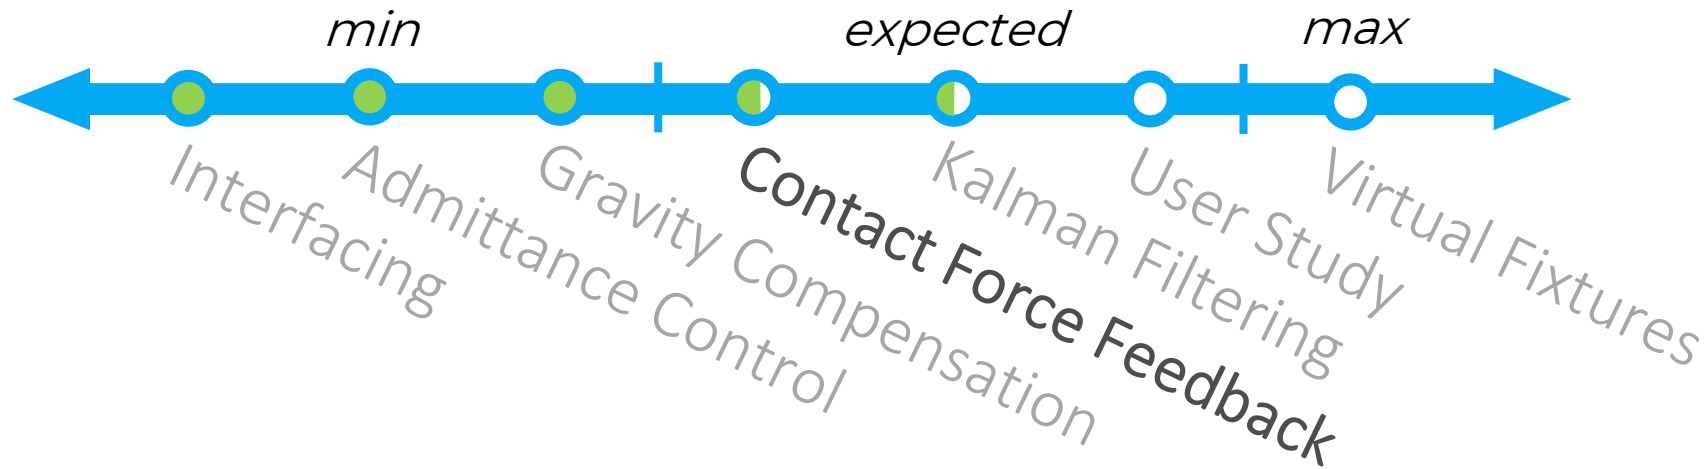 min
expected
max
Interfacing
Admittance Control
Gravity Compensation
Contact Force Feedback
Kalman Filtering
User Study
Virtual Fixtures